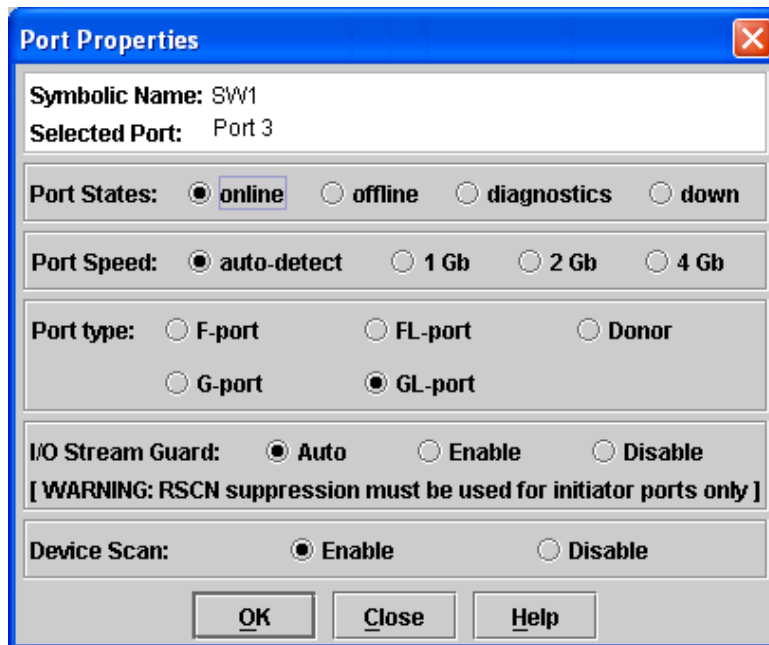 Port Properties
Symbolic Name: SW1
Selected Port: Port 3
Port States: online offline diagnostics down
Port Speed: auto-detect 1 Gb 2 Gb 4 Gb
Port type: F-port FL-port Donor
G-port GL-port
I/O Stream Guard: Auto Enable Disable
[ WARNING: RSCN suppression must be used for initiator ports only ]
Device Scan: Enable Disable
OK Close Help